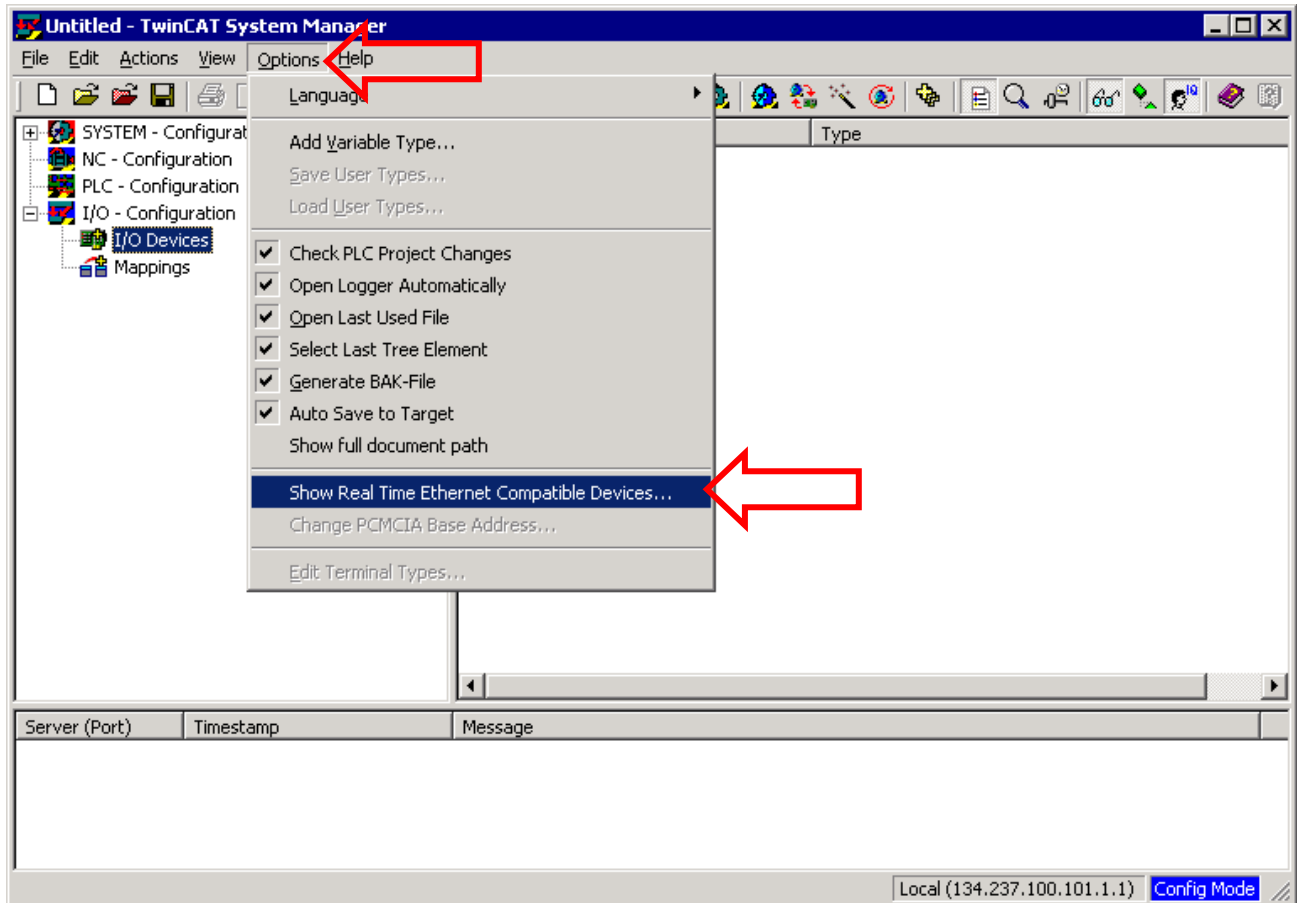 Untitled - TwinCAT System Manager
File Edit Actions View Options Help
Language
Add Variable Type...
Save User Types...
Load User Types...
Check PLC Project Changes
Open Logger Automatically
Open Last Used File
Select Last Tree Element
Generate BAK-File
Auto Save to Target
Show full document path
Show Real Time Ethernet Compatible Devices...
Change PCMCIA Base Address...
Edit Terminal Types...
SYSTEM - Configurat
NC - Configuration
PLC - Configuration
I/O - Configuration
I/O Devices
Mappings
Type
Server (Port) Timestamp Message
Local (134.237.100.101.1.1) Config Mode